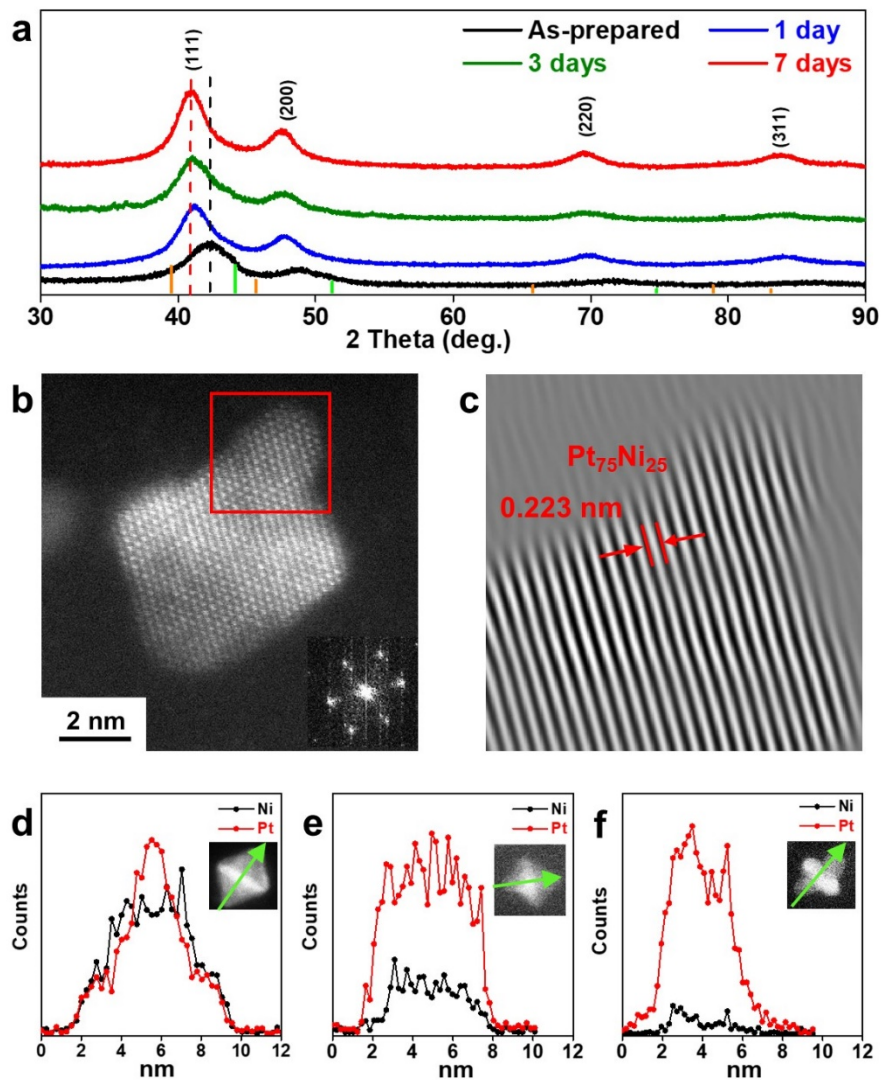 a
As-prepared
1 day
3 days
7 days
(111)
(200)
(220)
(311)
30
40
50
60
70
80
90
2 Theta (deg.)
b
2 nm
c
Pt₇₅Ni₂₅
0.223 nm
d
Ni
Pt
Counts
0
2
4
6
8
10
12
nm
e
Ni
Pt
Counts
0
2
4
6
8
10
12
nm
f
Ni
Pt
Counts
0
2
4
6
8
10
12
nm